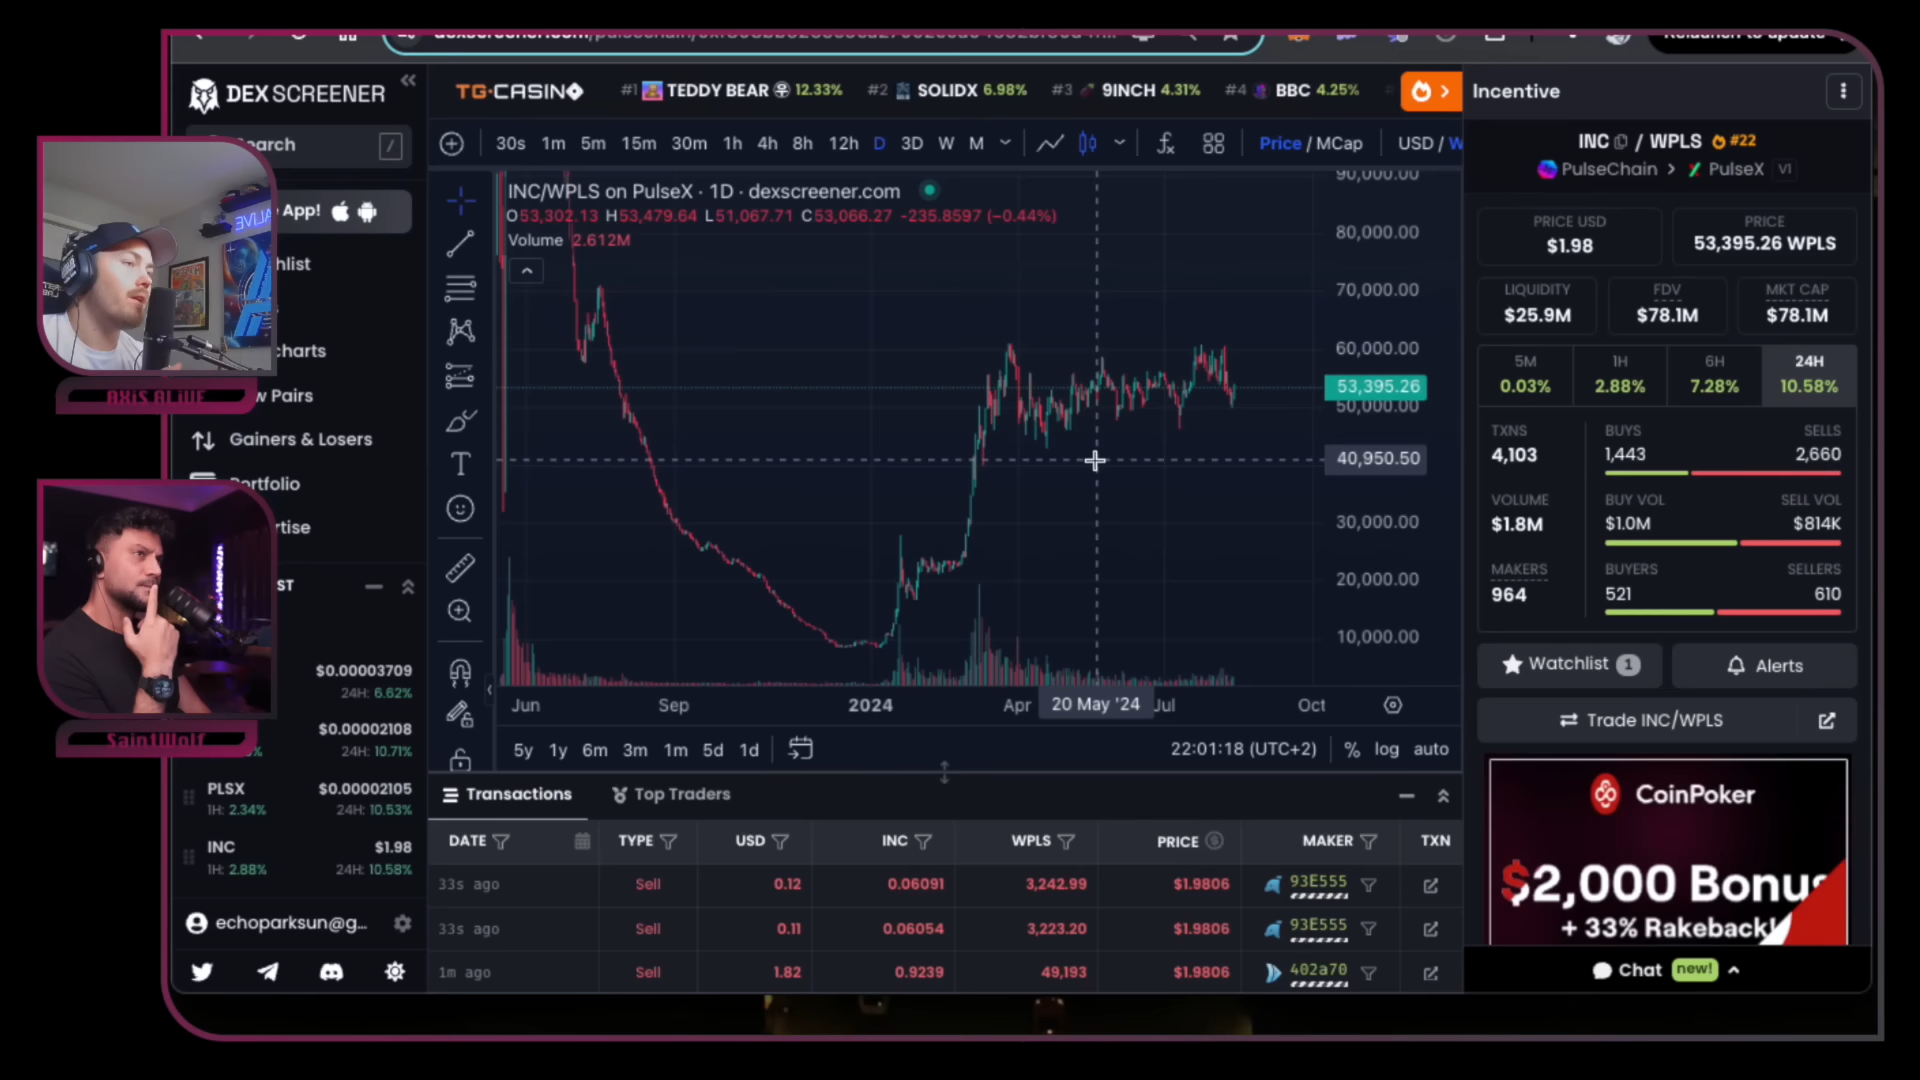 DEX SCREENER
/
App!
Gainers & Losers
PLSX $0.00002105
1H: 2.34% 24H: 10.53%
INC $1.98
1H: 2.88% 24H: 10.58%
$0.00003709
24H: 6.62%
$0.00002108
24H: 10.71%
echoparksun@g...
AXiS ALiVE
SaintWolf
TG.CASINO
#1 TEDDY BEAR 12.33% #2 SOLIDX 6.98% #3 9INCH 4.31% #4 BBC 4.25%
30s 1m 5m 15m 30m 1h 4h 8h 12h D 3D W M
Price / MCap USD / W
INC/WPLS on PulseX · 1D · dexscreener.com
O53,302.13 H53,479.64 L51,067.71 C53,066.27 -235.8597 (−0.44%)
Volume 2.612M
90,000.00
80,000.00
70,000.00
60,000.00
53,395.26
50,000.00
40,950.50
30,000.00
20,000.00
10,000.00
Jun Sep 2024 Apr 20 May '24 Jul Oct
5y 1y 6m 3m 1m 5d 1d 22:01:18 (UTC+2) % log auto
Transactions Top Traders
DATE TYPE USD INC WPLS PRICE MAKER TXN
33s ago Sell 0.12 0.06091 3,242.99 $1.9806 93E555
33s ago Sell 0.11 0.06054 3,223.20 $1.9806 93E555
1m ago Sell 1.82 0.9239 49,193 $1.9806 402a70
Incentive
INC / WPLS #22
PulseChain > PulseX V1
PRICE USD
$1.98
PRICE
53,395.26 WPLS
LIQUIDITY
$25.9M
FDV
$78.1M
MKT CAP
$78.1M
5M 1H 6H 24H
0.03% 2.88% 7.28% 10.58%
TXNS BUYS SELLS
4,103 1,443 2,660
VOLUME BUY VOL SELL VOL
$1.8M $1.0M $814K
MAKERS BUYERS SELLERS
964 521 610
Watchlist 1 Alerts
Trade INC/WPLS
CoinPoker
$2,000 Bonus
+ 33% Rakeback!
Chat new!